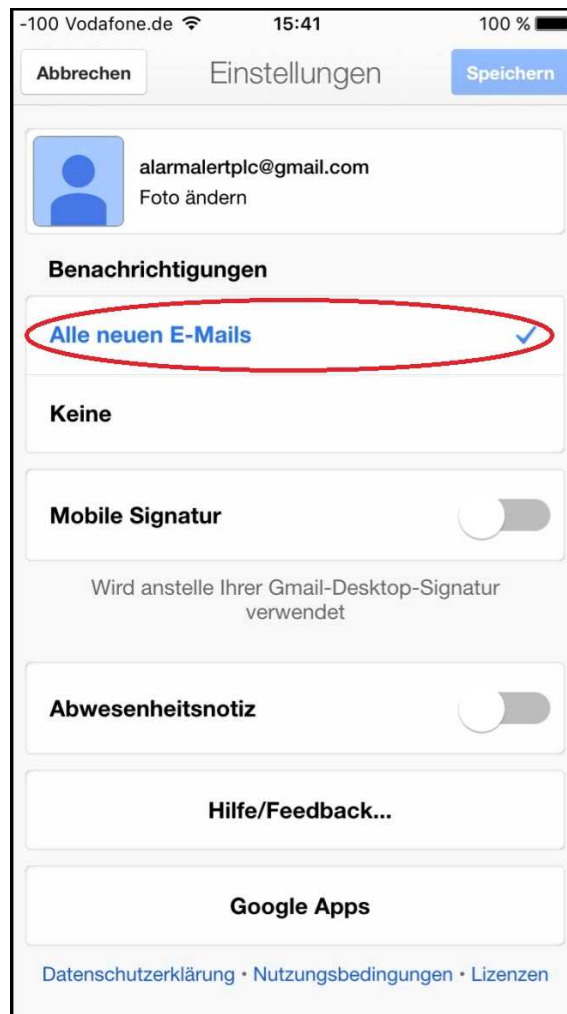 -100 Vodafone.de 15:41 100 %
Abbrechen Einstellungen Speichern
alarmalertplc@gmail.com
Foto ändern
Benachrichtigungen
Alle neuen E-Mails
Keine
Mobile Signatur
Wird anstelle Ihrer Gmail-Desktop-Signatur
verwendet
Abwesenheitsnotiz
Hilfe/Feedback...
Google Apps
Datenschutzerklärung • Nutzungsbedingungen • Lizenzen